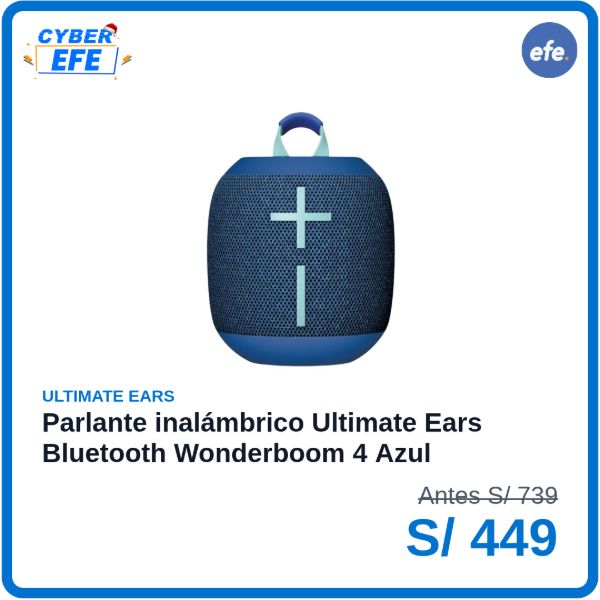 CYBER
EFE
efe.
ULTIMATE EARS
Parlante inalámbrico Ultimate Ears
Bluetooth Wonderboom 4 Azul
Antes S/ 739
S/ 449